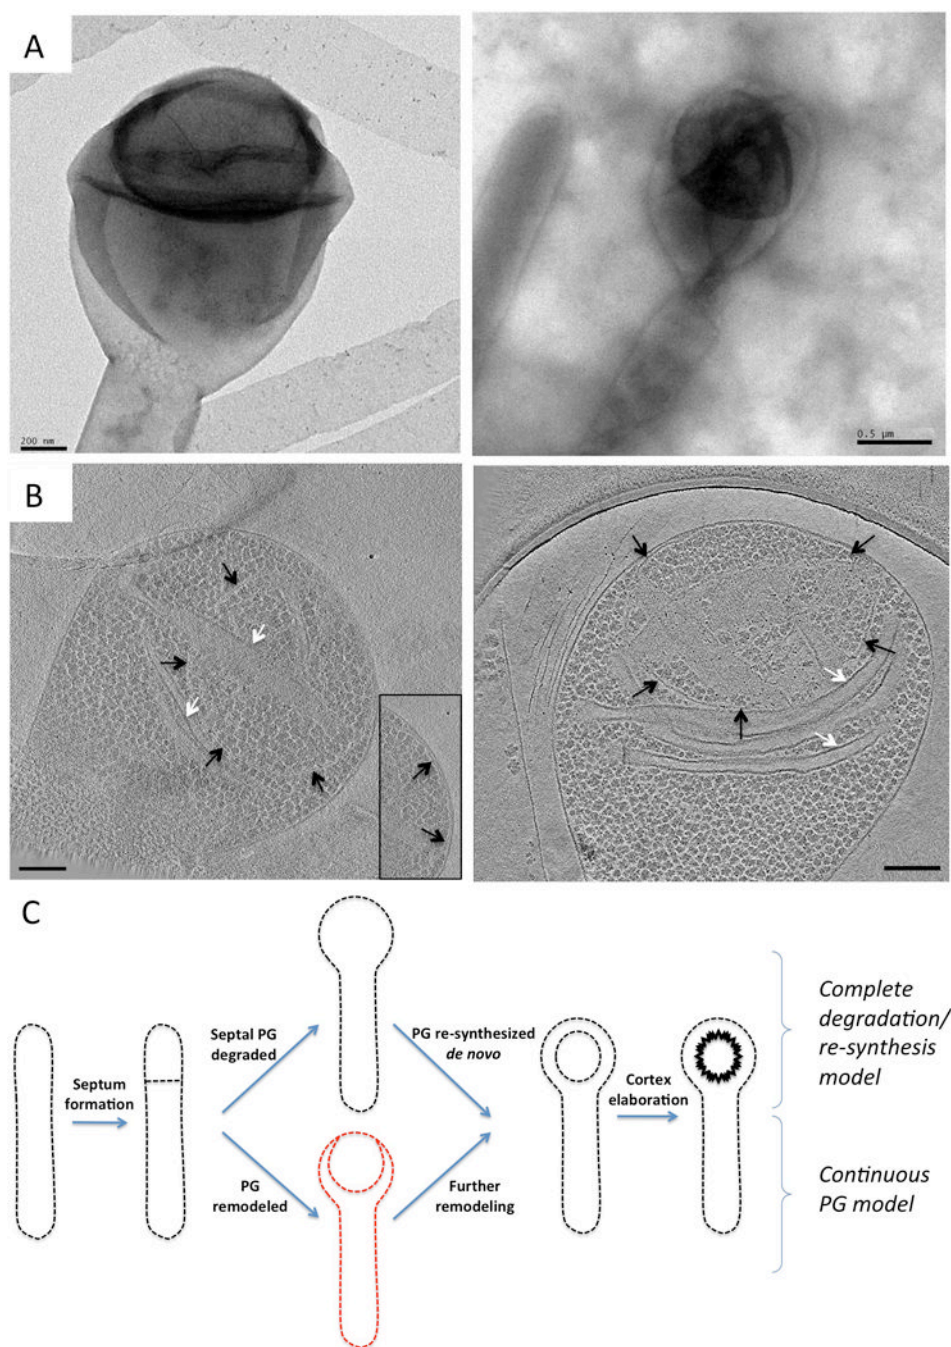 A
200 nm
0.5 µm
B
C
Septum
formation
Septal PG
degraded
PG
remodeled
PG re-synthesized
de novo
Further
remodeling
Cortex
elaboration
Complete
degradation/
re-synthesis
model
Continuous
PG model